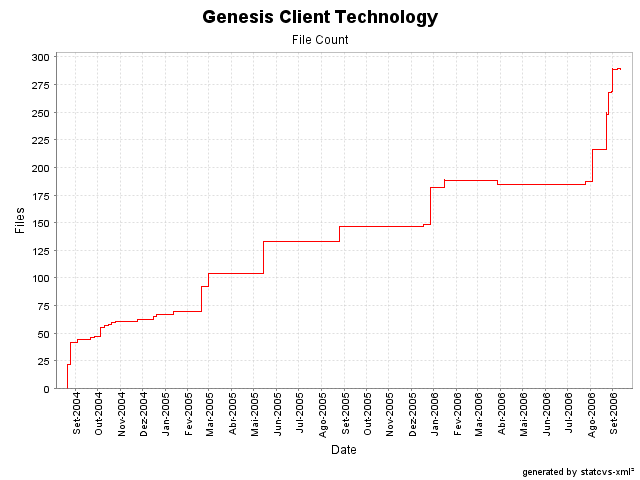 Genesis Client Technology
File Count
300
275
250
225
200
175
150
125
100
75
50
25
0
Files
Set-2004
Out-2004
Nov-2004
Dez-2004
Jan-2005
Fev-2005
Mar-2005
Abr-2005
Mai-2005
Jun-2005
Jul-2005
Ago-2005
Set-2005
Out-2005
Nov-2005
Dez-2005
Jan-2006
Fev-2006
Mar-2006
Abr-2006
Mai-2006
Jun-2006
Jul-2006
Ago-2006
Set-2006
Date
generated by statcvs-xml²